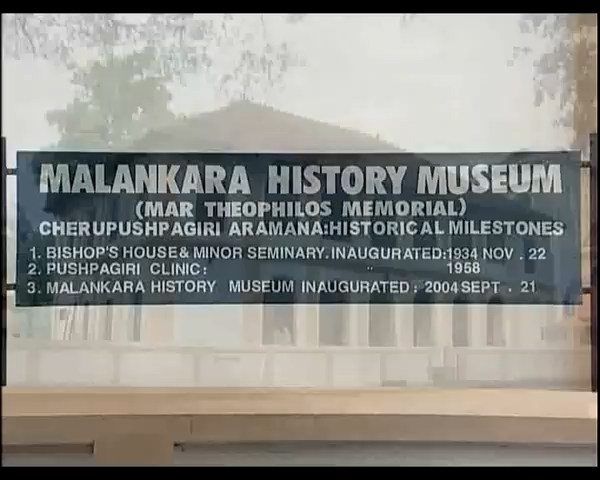 MALANKARA HISTORY MUSEUM
(MAR THEOPHILOS MEMORIAL)
CHERUPUSHPAGIRI ARAMANA:HISTORICAL MILESTONES
1. BISHOP'S HOUSE & MINOR SEMINARY. INAUGURATED:1934 NOV . 22
2. PUSHPAGIRI CLINIC : " 1958
3. MALANKARA HISTORY MUSEUM INAUGURATED : 2004 SEPT . 21